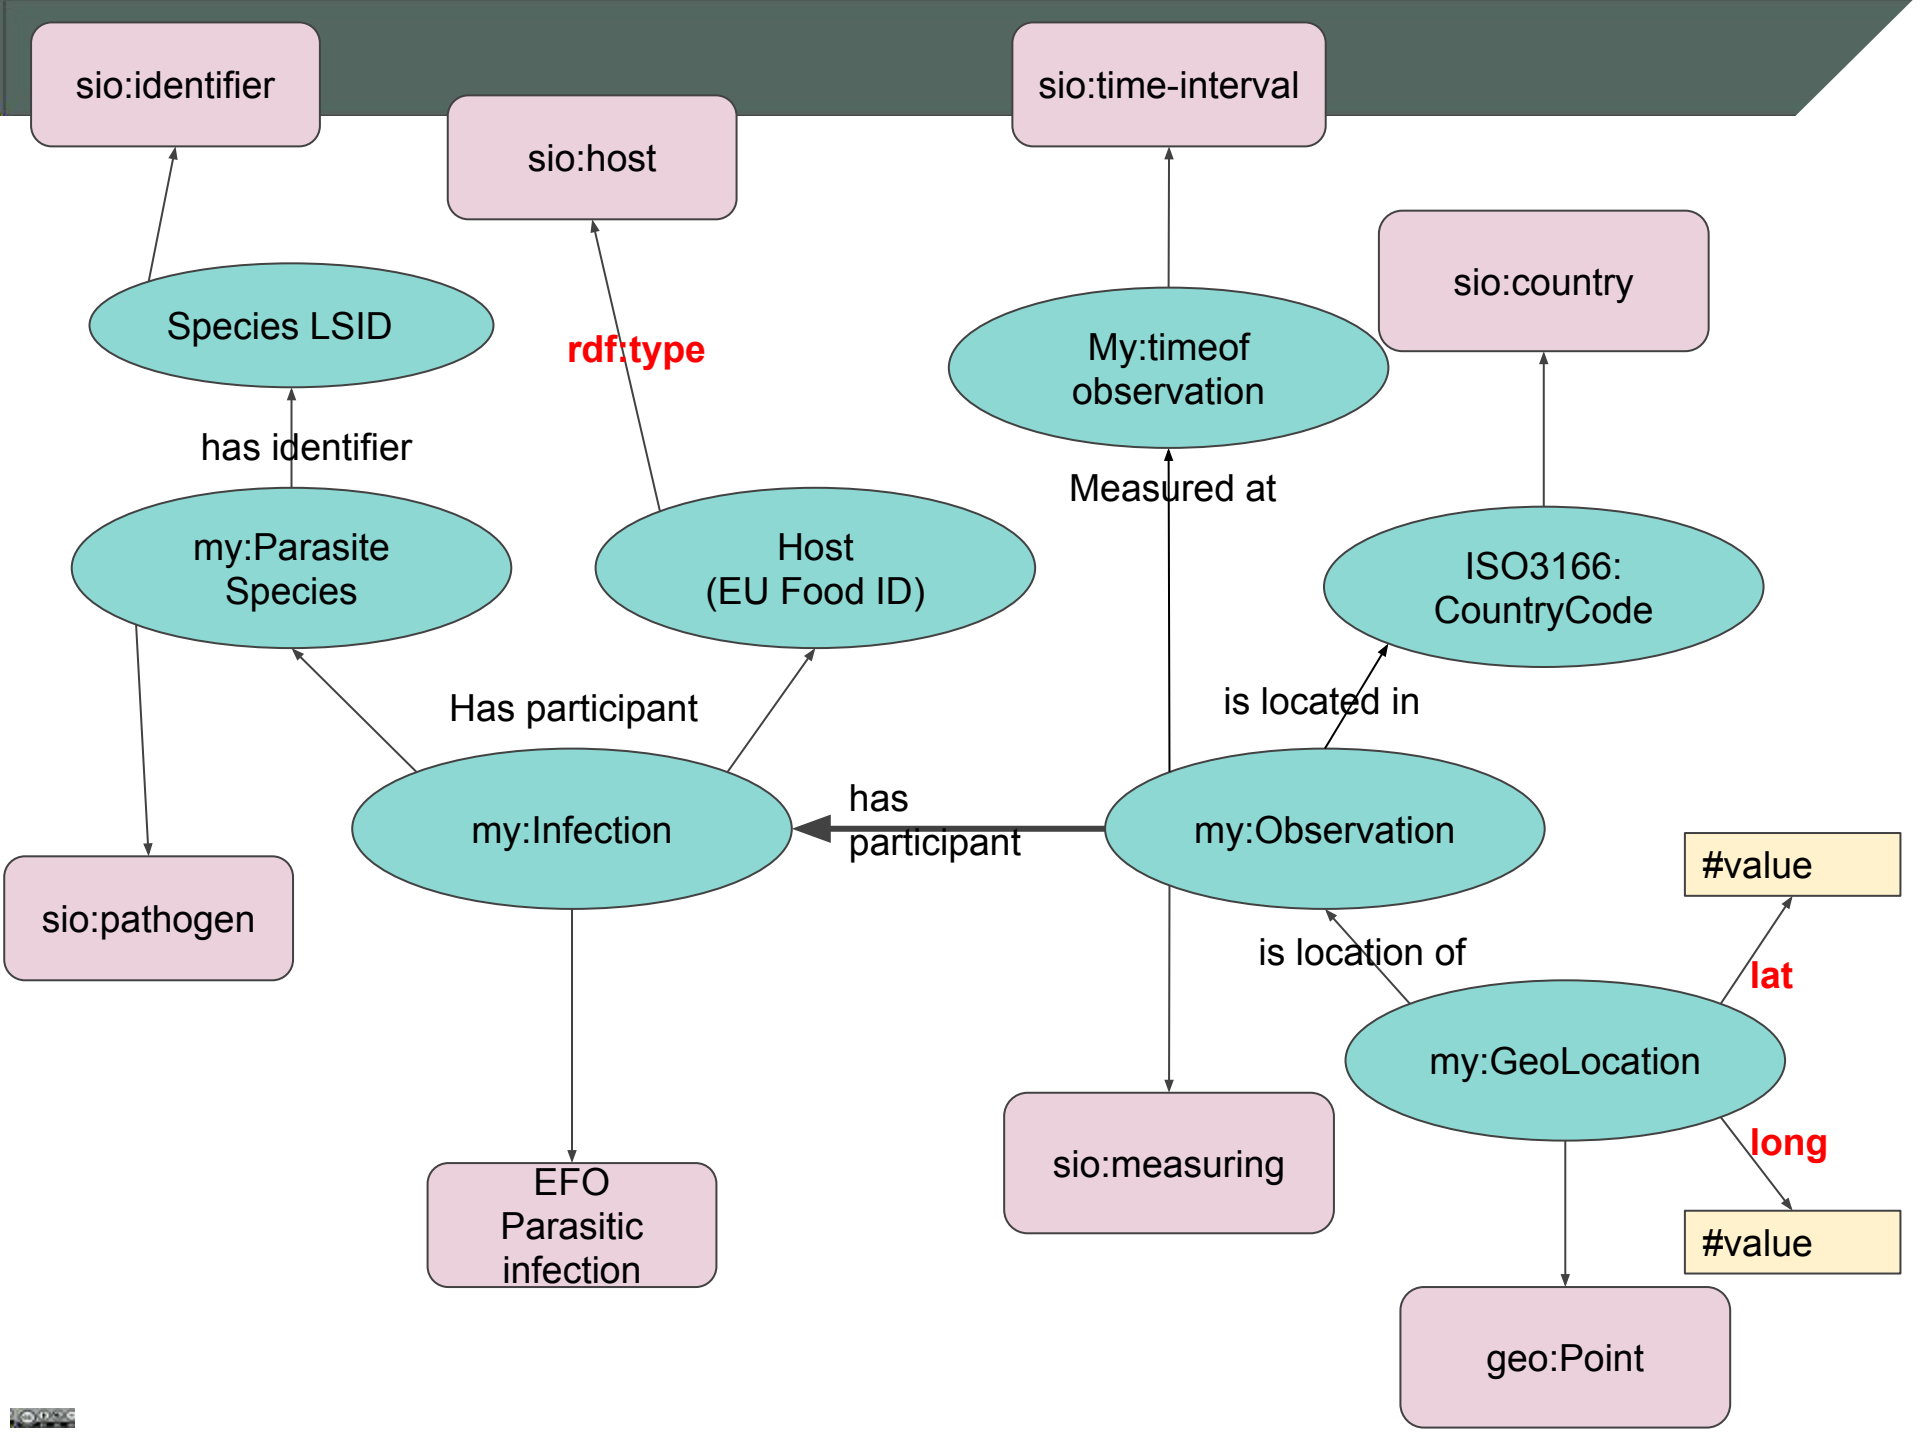 sio:identifier
sio:time-interval
sio:host
sio:country
Species LSID
rdf:type
My:timeof
observation
has identifier
Measured at
my:Parasite
Species
Host
(EU Food ID)
ISO3166:
CountryCode
Has participant
is located in
my:Infection
has
participant
my:Observation
#value
sio:pathogen
is location of
lat
my:GeoLocation
long
sio:measuring
EFO
Parasitic
infection
#value
geo:Point